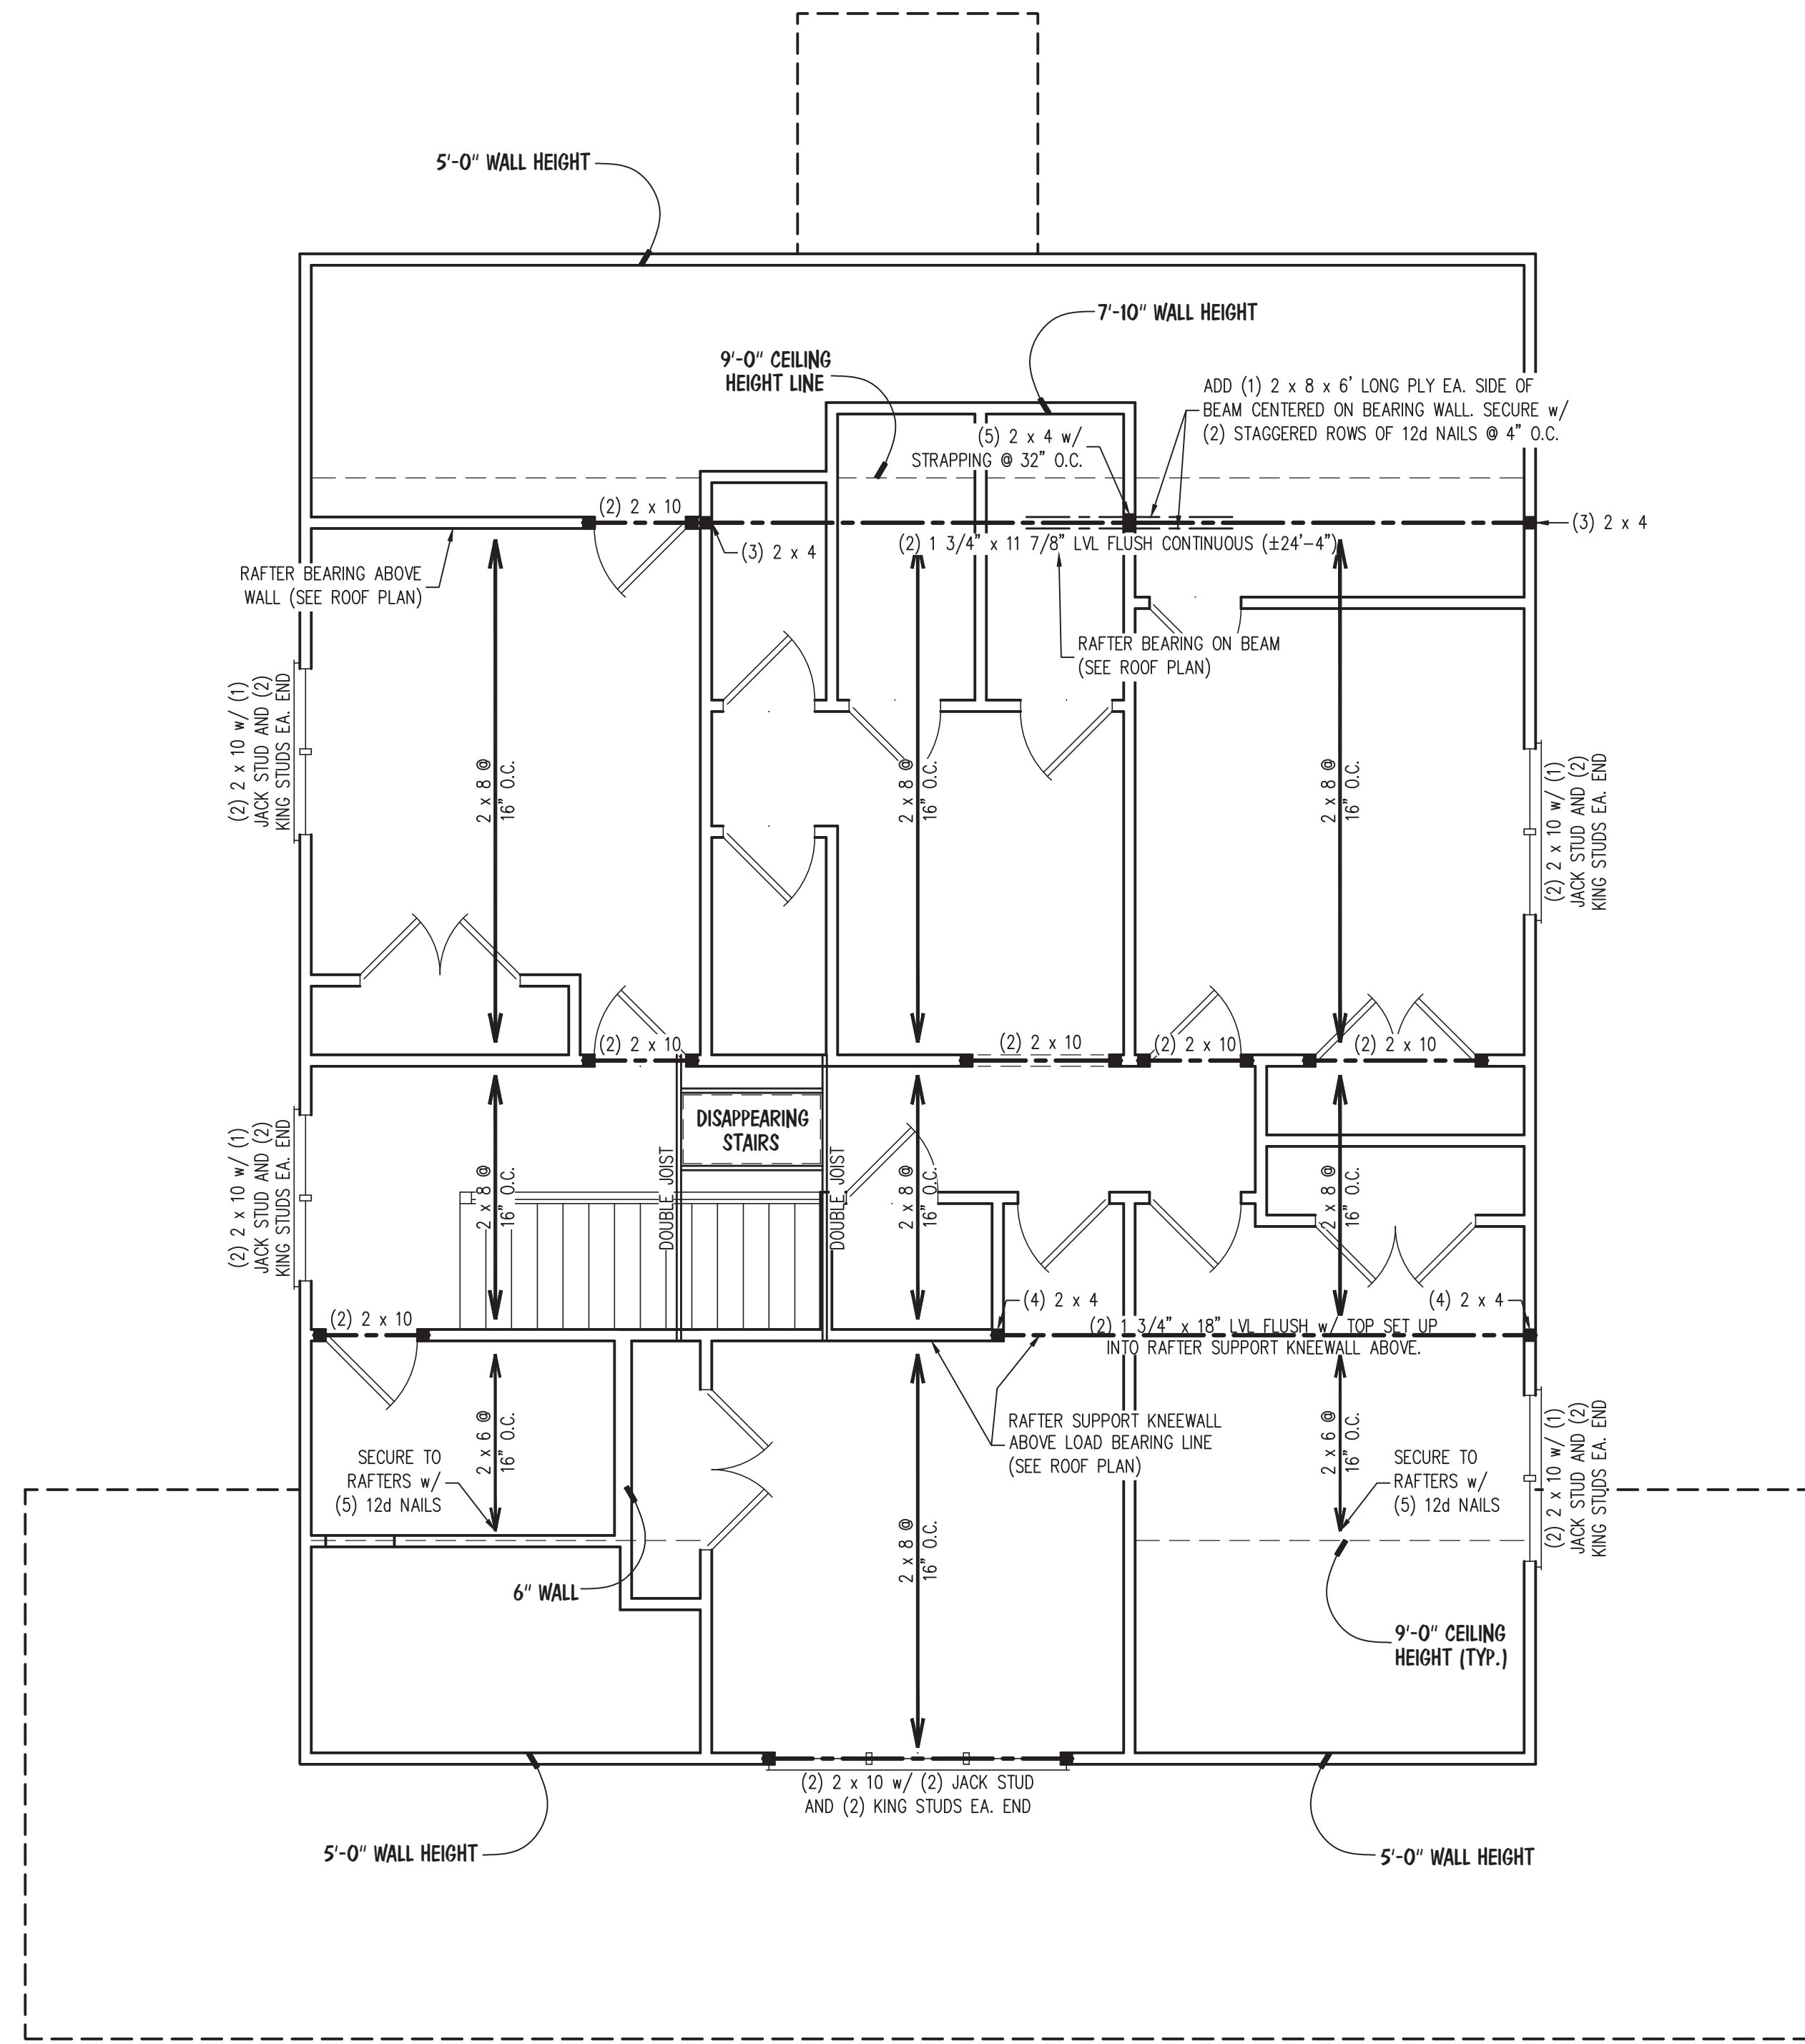 5'-0" WALL HEIGHT
7'-10" WALL HEIGHT
9'-0" CEILING
HEIGHT LINE
ADD (1) 2 x 8 x 6' LONG PLY EA. SIDE OF
BEAM CENTERED ON BEARING WALL. SECURE w/
(2) STAGGERED ROWS OF 12d NAILS @ 4" O.C.
(5) 2 x 4 w/
STRAPPING @ 32" O.C.
(2) 2 x 10
(3) 2 x 4
(3) 2 x 4
(2) 1 3/4" x 11 7/8" LVL FLUSH CONTINUOUS (±24'-4")
RAFTER BEARING ABOVE
WALL (SEE ROOF PLAN)
RAFTER BEARING ON BEAM
(SEE ROOF PLAN)
(2) 2 x 10 w/ (1)
JACK STUD AND (2)
KING STUDS EA. END
2 x 8 @
16" O.C.
2 x 8 @
16" O.C.
2 x 8 @
16" O.C.
(2) 2 x 10 w/ (1)
JACK STUD AND (2)
KING STUDS EA. END
(2) 2 x 10
(2) 2 x 10
(2) 2 x 10
(2) 2 x 10
DISAPPEARING
STAIRS
(2) 2 x 10 w/ (1)
JACK STUD AND (2)
KING STUDS EA. END
2 x 8 @
16" O.C.
DOUBLE JOIST
DOUBLE JOIST
2 x 8 @
16" O.C.
2 x 8 @
16" O.C.
(2) 2 x 10
(4) 2 x 4
(4) 2 x 4
(2) 1 3/4" x 18" LVL FLUSH w/ TOP SET UP
INTO RAFTER SUPPORT KNEEWALL ABOVE.
RAFTER SUPPORT KNEEWALL
ABOVE LOAD BEARING LINE
(SEE ROOF PLAN)
2 x 6 @
16" O.C.
SECURE TO
RAFTERS w/
(5) 12d NAILS
2 x 6 @
16" O.C.
SECURE TO
RAFTERS w/
(5) 12d NAILS
(2) 2 x 10 w/ (1)
JACK STUD AND (2)
KING STUDS EA. END
2 x 8 @
16" O.C.
6" WALL
9'-0" CEILING
HEIGHT (TYP.)
(2) 2 x 10 w/ (2) JACK STUD
AND (2) KING STUDS EA. END
5'-0" WALL HEIGHT
5'-0" WALL HEIGHT